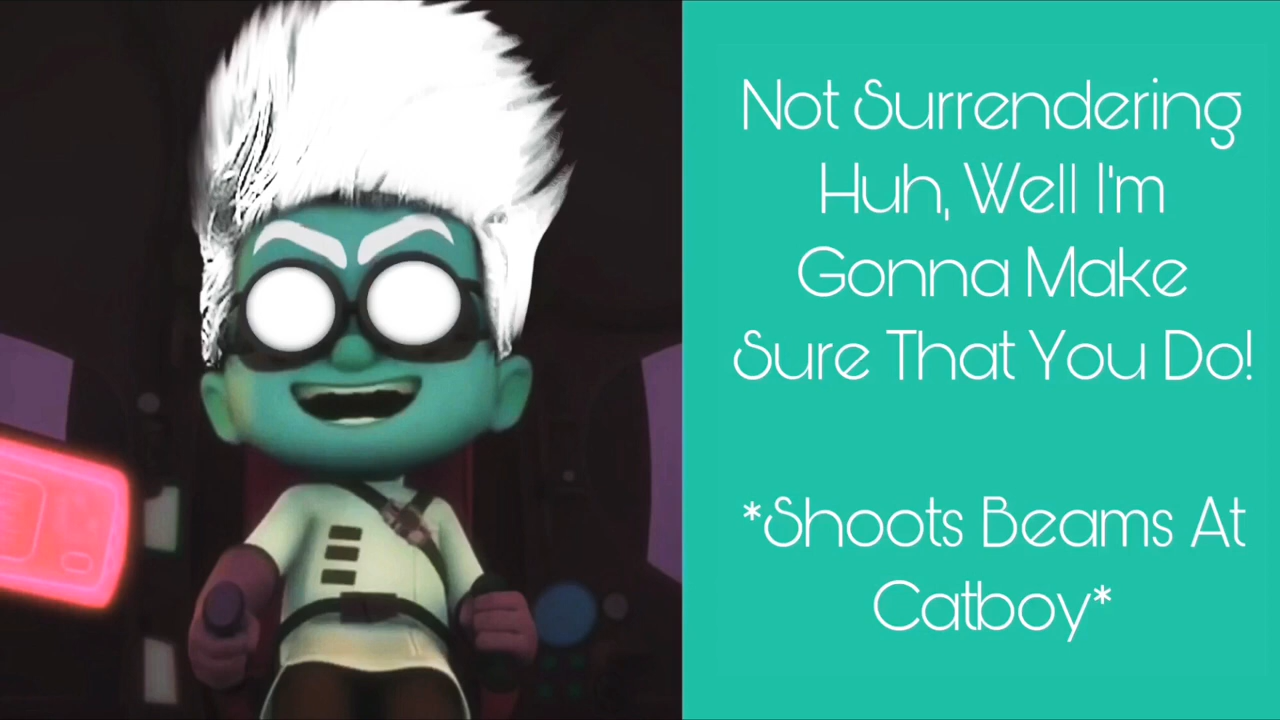 Not Surrendering
Huh, Well I'm
Gonna Make
Sure That You Do!
*Shoots Beams At
Catboy*